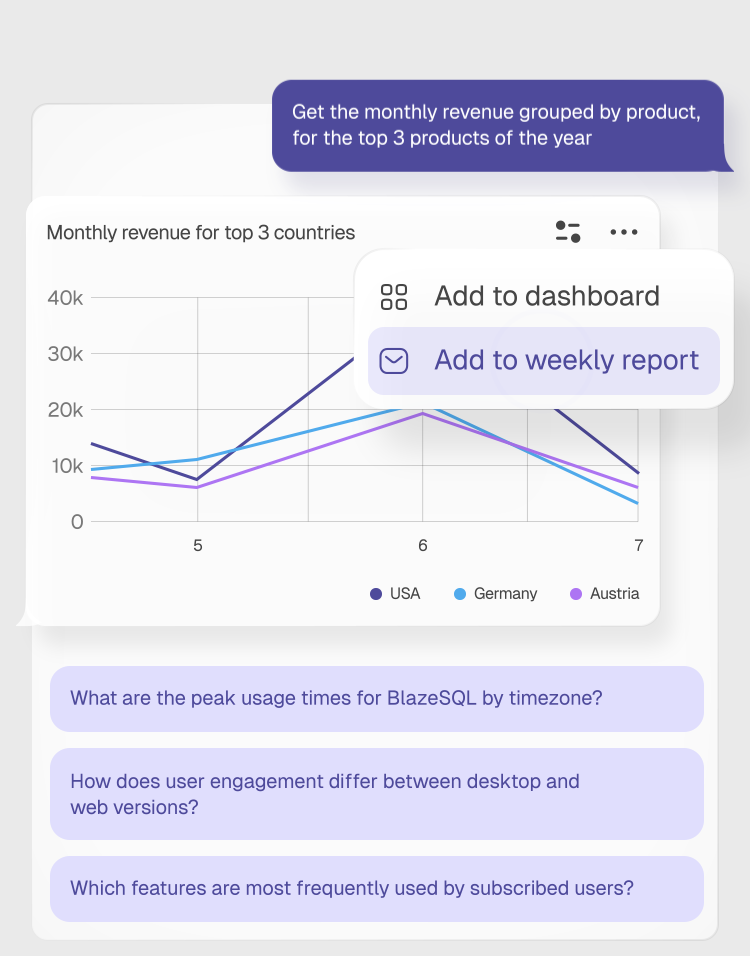 Get the monthly revenue grouped by product,
for the top 3 products of the year
Monthly revenue for top 3 countries
Add to dashboard
Add to weekly report
40k
30k
20k
10k
0
5
6
7
USA
Germany
Austria
What are the peak usage times for BlazeSQL by timezone?
How does user engagement differ between desktop and
web versions?
Which features are most frequently used by subscribed users?